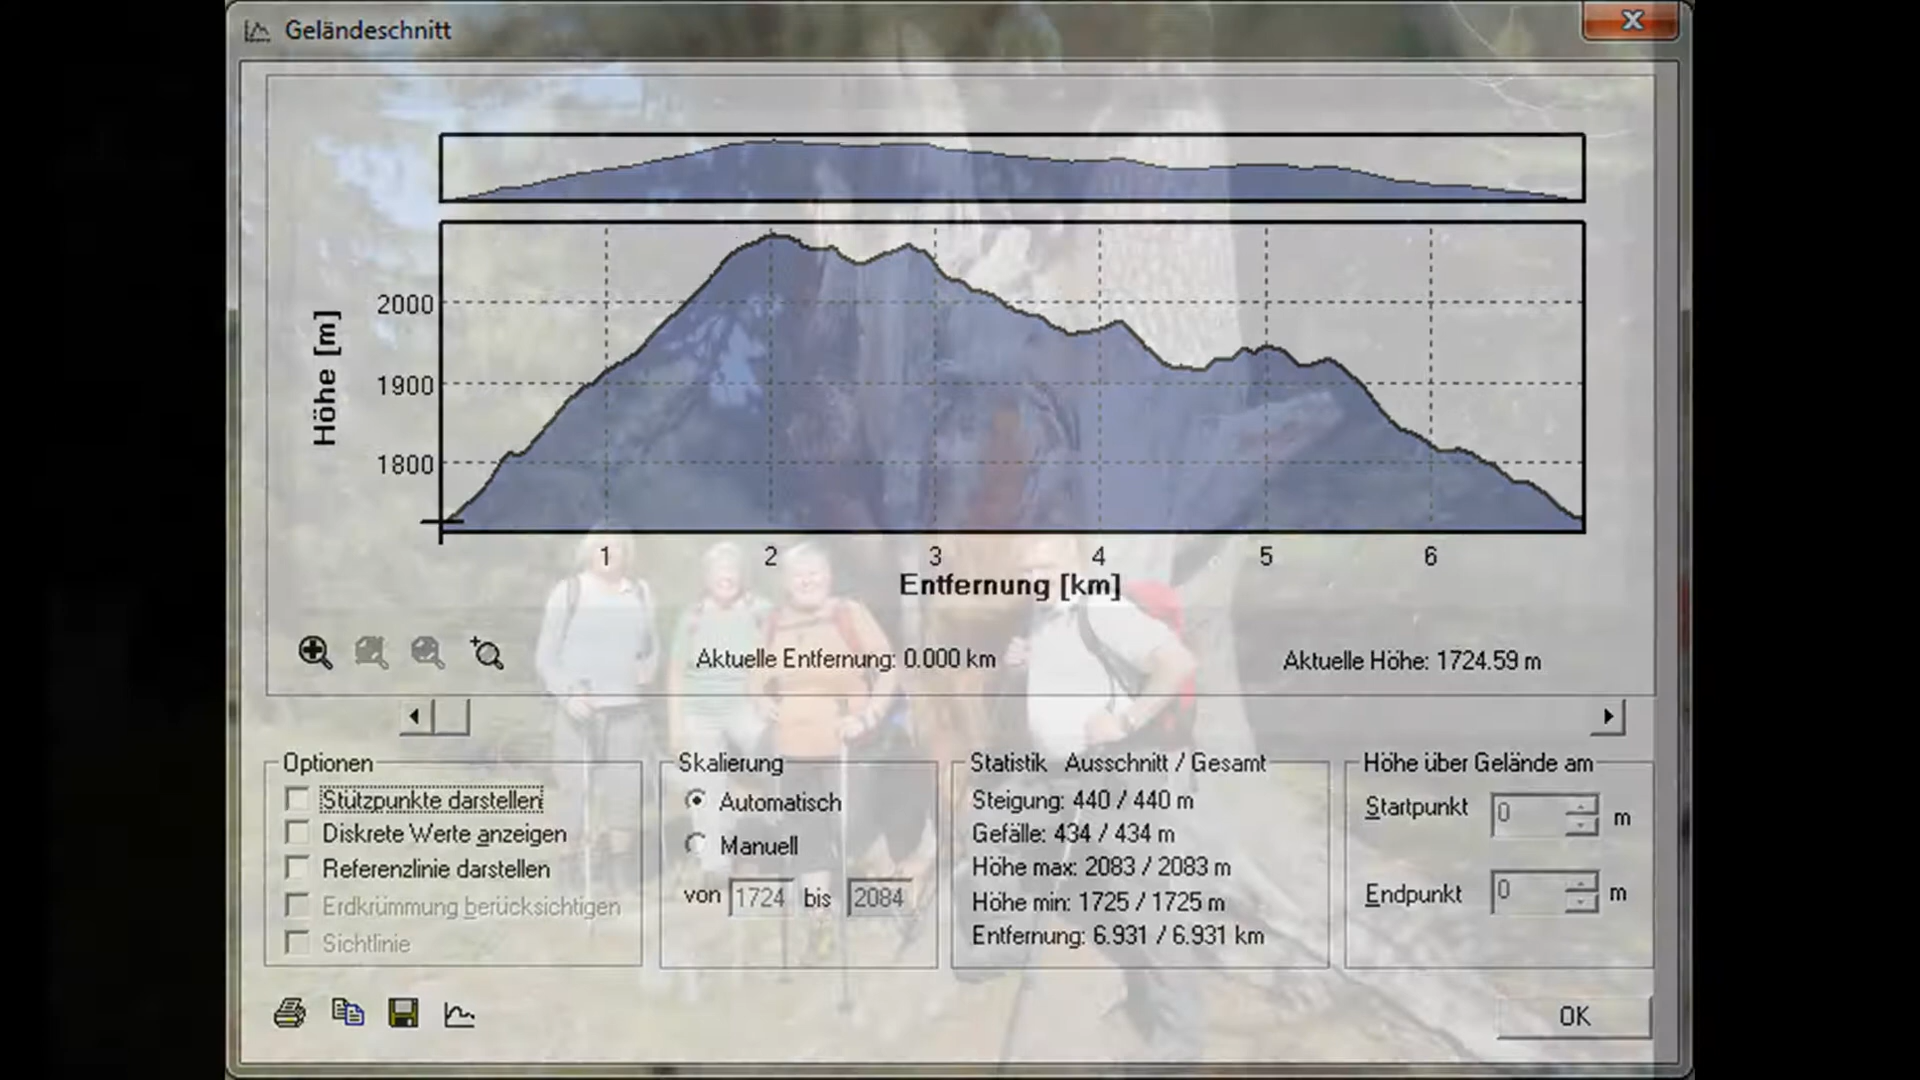 Geländeschnitt
Höhe [m]
2000
1900
1800
1 2 3 4 5 6
Entfernung [km]
Aktuelle Entfernung: 0.000 km
Aktuelle Höhe: 1724.59 m
Optionen
Stützpunkte darstellen
Diskrete Werte anzeigen
Referenzlinie darstellen
Erdkrümmung berücksichtigen
Sichtlinie
Skalierung
Automatisch
Manuell
von 1724 bis 2084
Statistik Ausschnitt / Gesamt
Steigung: 440 / 440 m
Gefälle: 434 / 434 m
Höhe max: 2083 / 2083 m
Höhe min: 1725 / 1725 m
Entfernung: 6.931 / 6.931 km
Höhe über Gelände am
Startpunkt 0 m
Endpunkt 0 m
OK